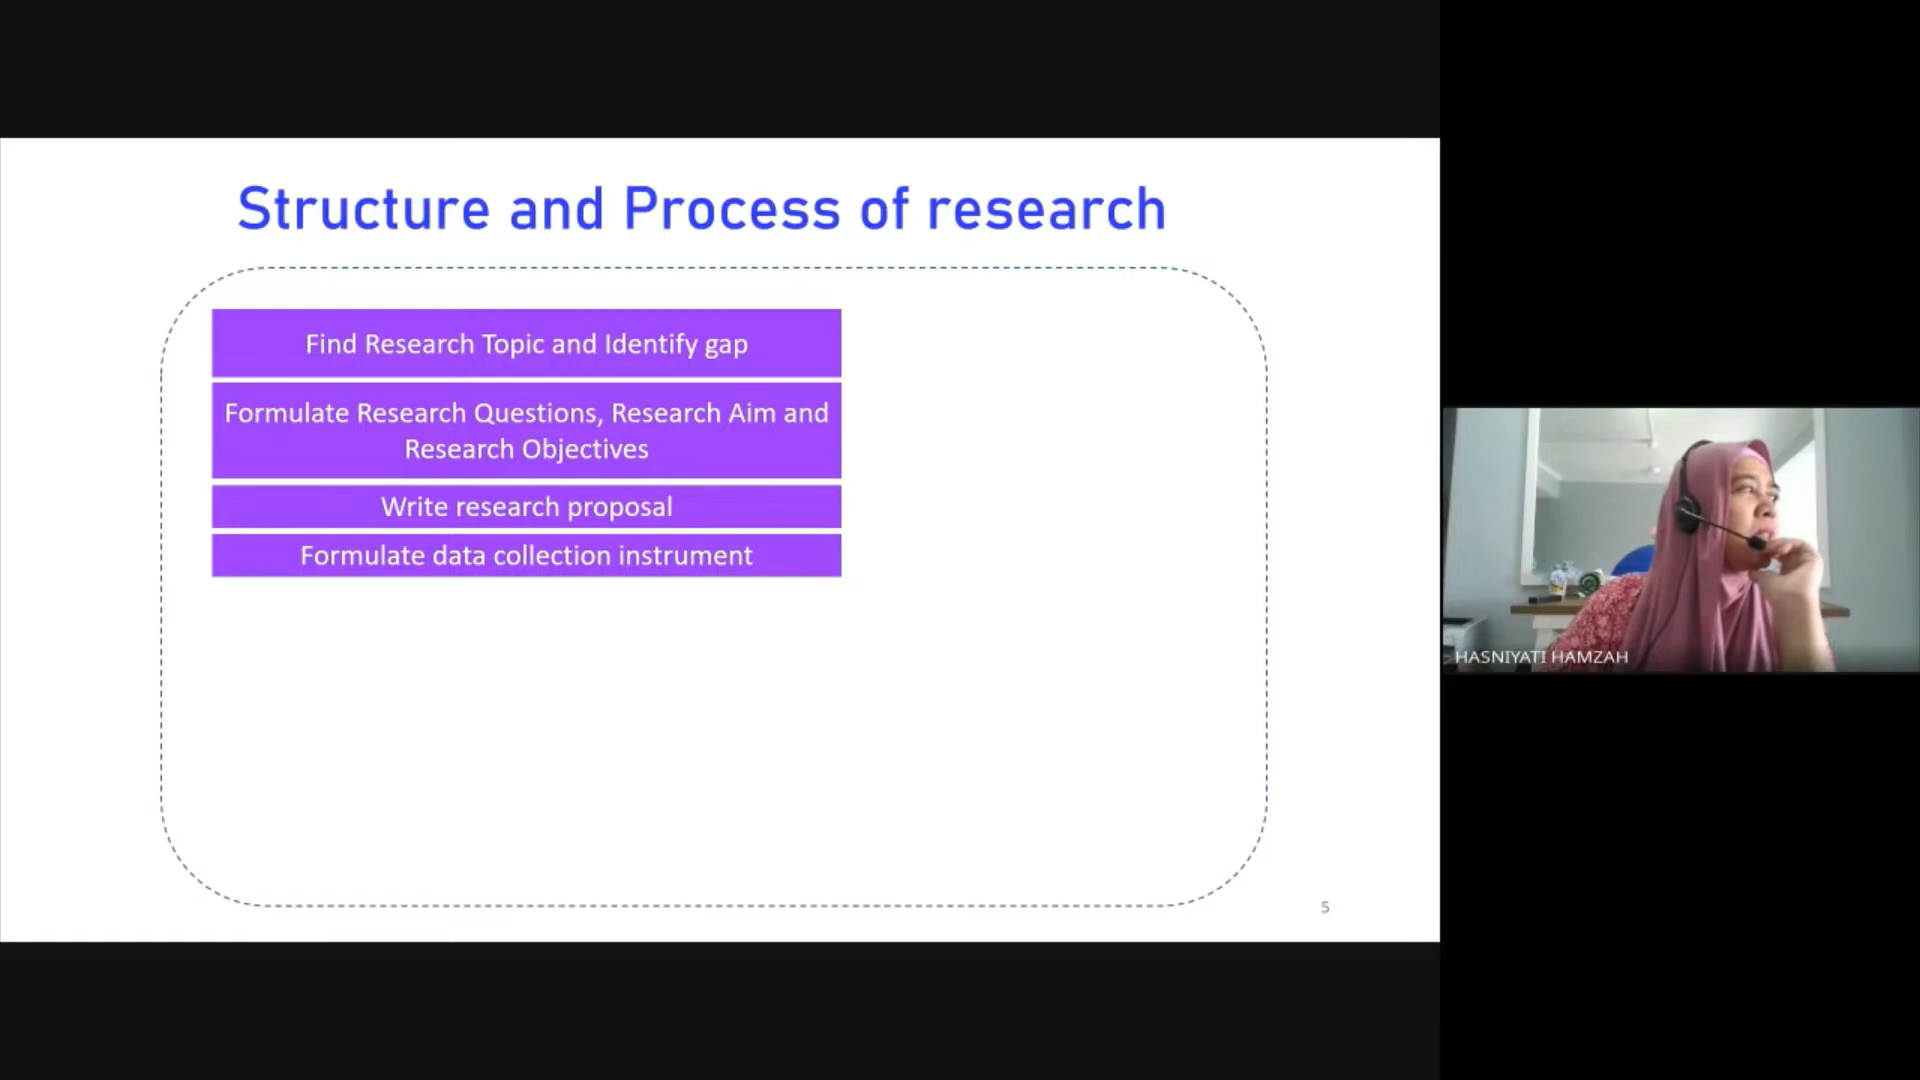 Structure and Process of research
Find Research Topic and Identify gap
Formulate Research Questions, Research Aim and
Research Objectives
Write research proposal
Formulate data collection instrument
5
HASNIYATI HAMZAH